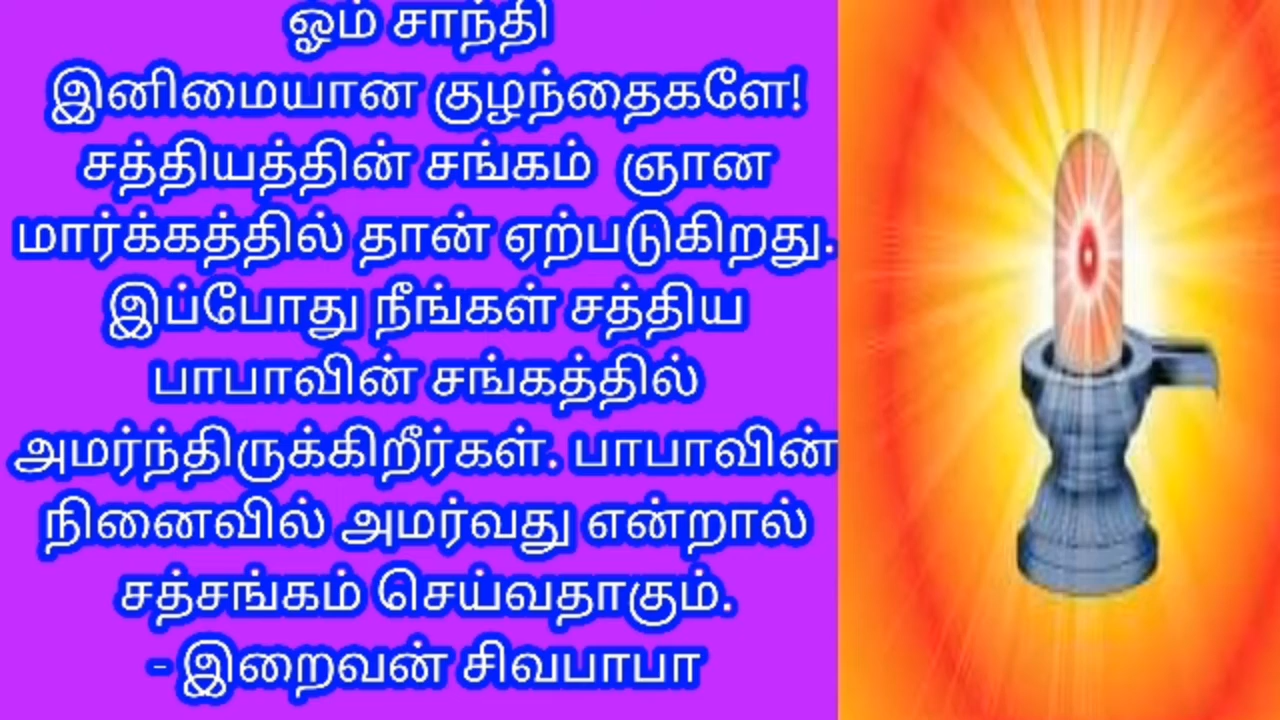 ஓம் சாந்தி
இனிமையான குழந்தைகளே!
சத்தியத்தின் சங்கம் ஞான
மார்க்கத்தில் தான் ஏற்படுகிறது.
இப்போது நீங்கள் சத்திய
பாபாவின் சங்கத்தில்
அமர்ந்திருக்கிறீர்கள். பாபாவின்
நினைவில் அமர்வது என்றால்
சத்சங்கம் செய்வதாகும்.
- இறைவன் சிவபாபா